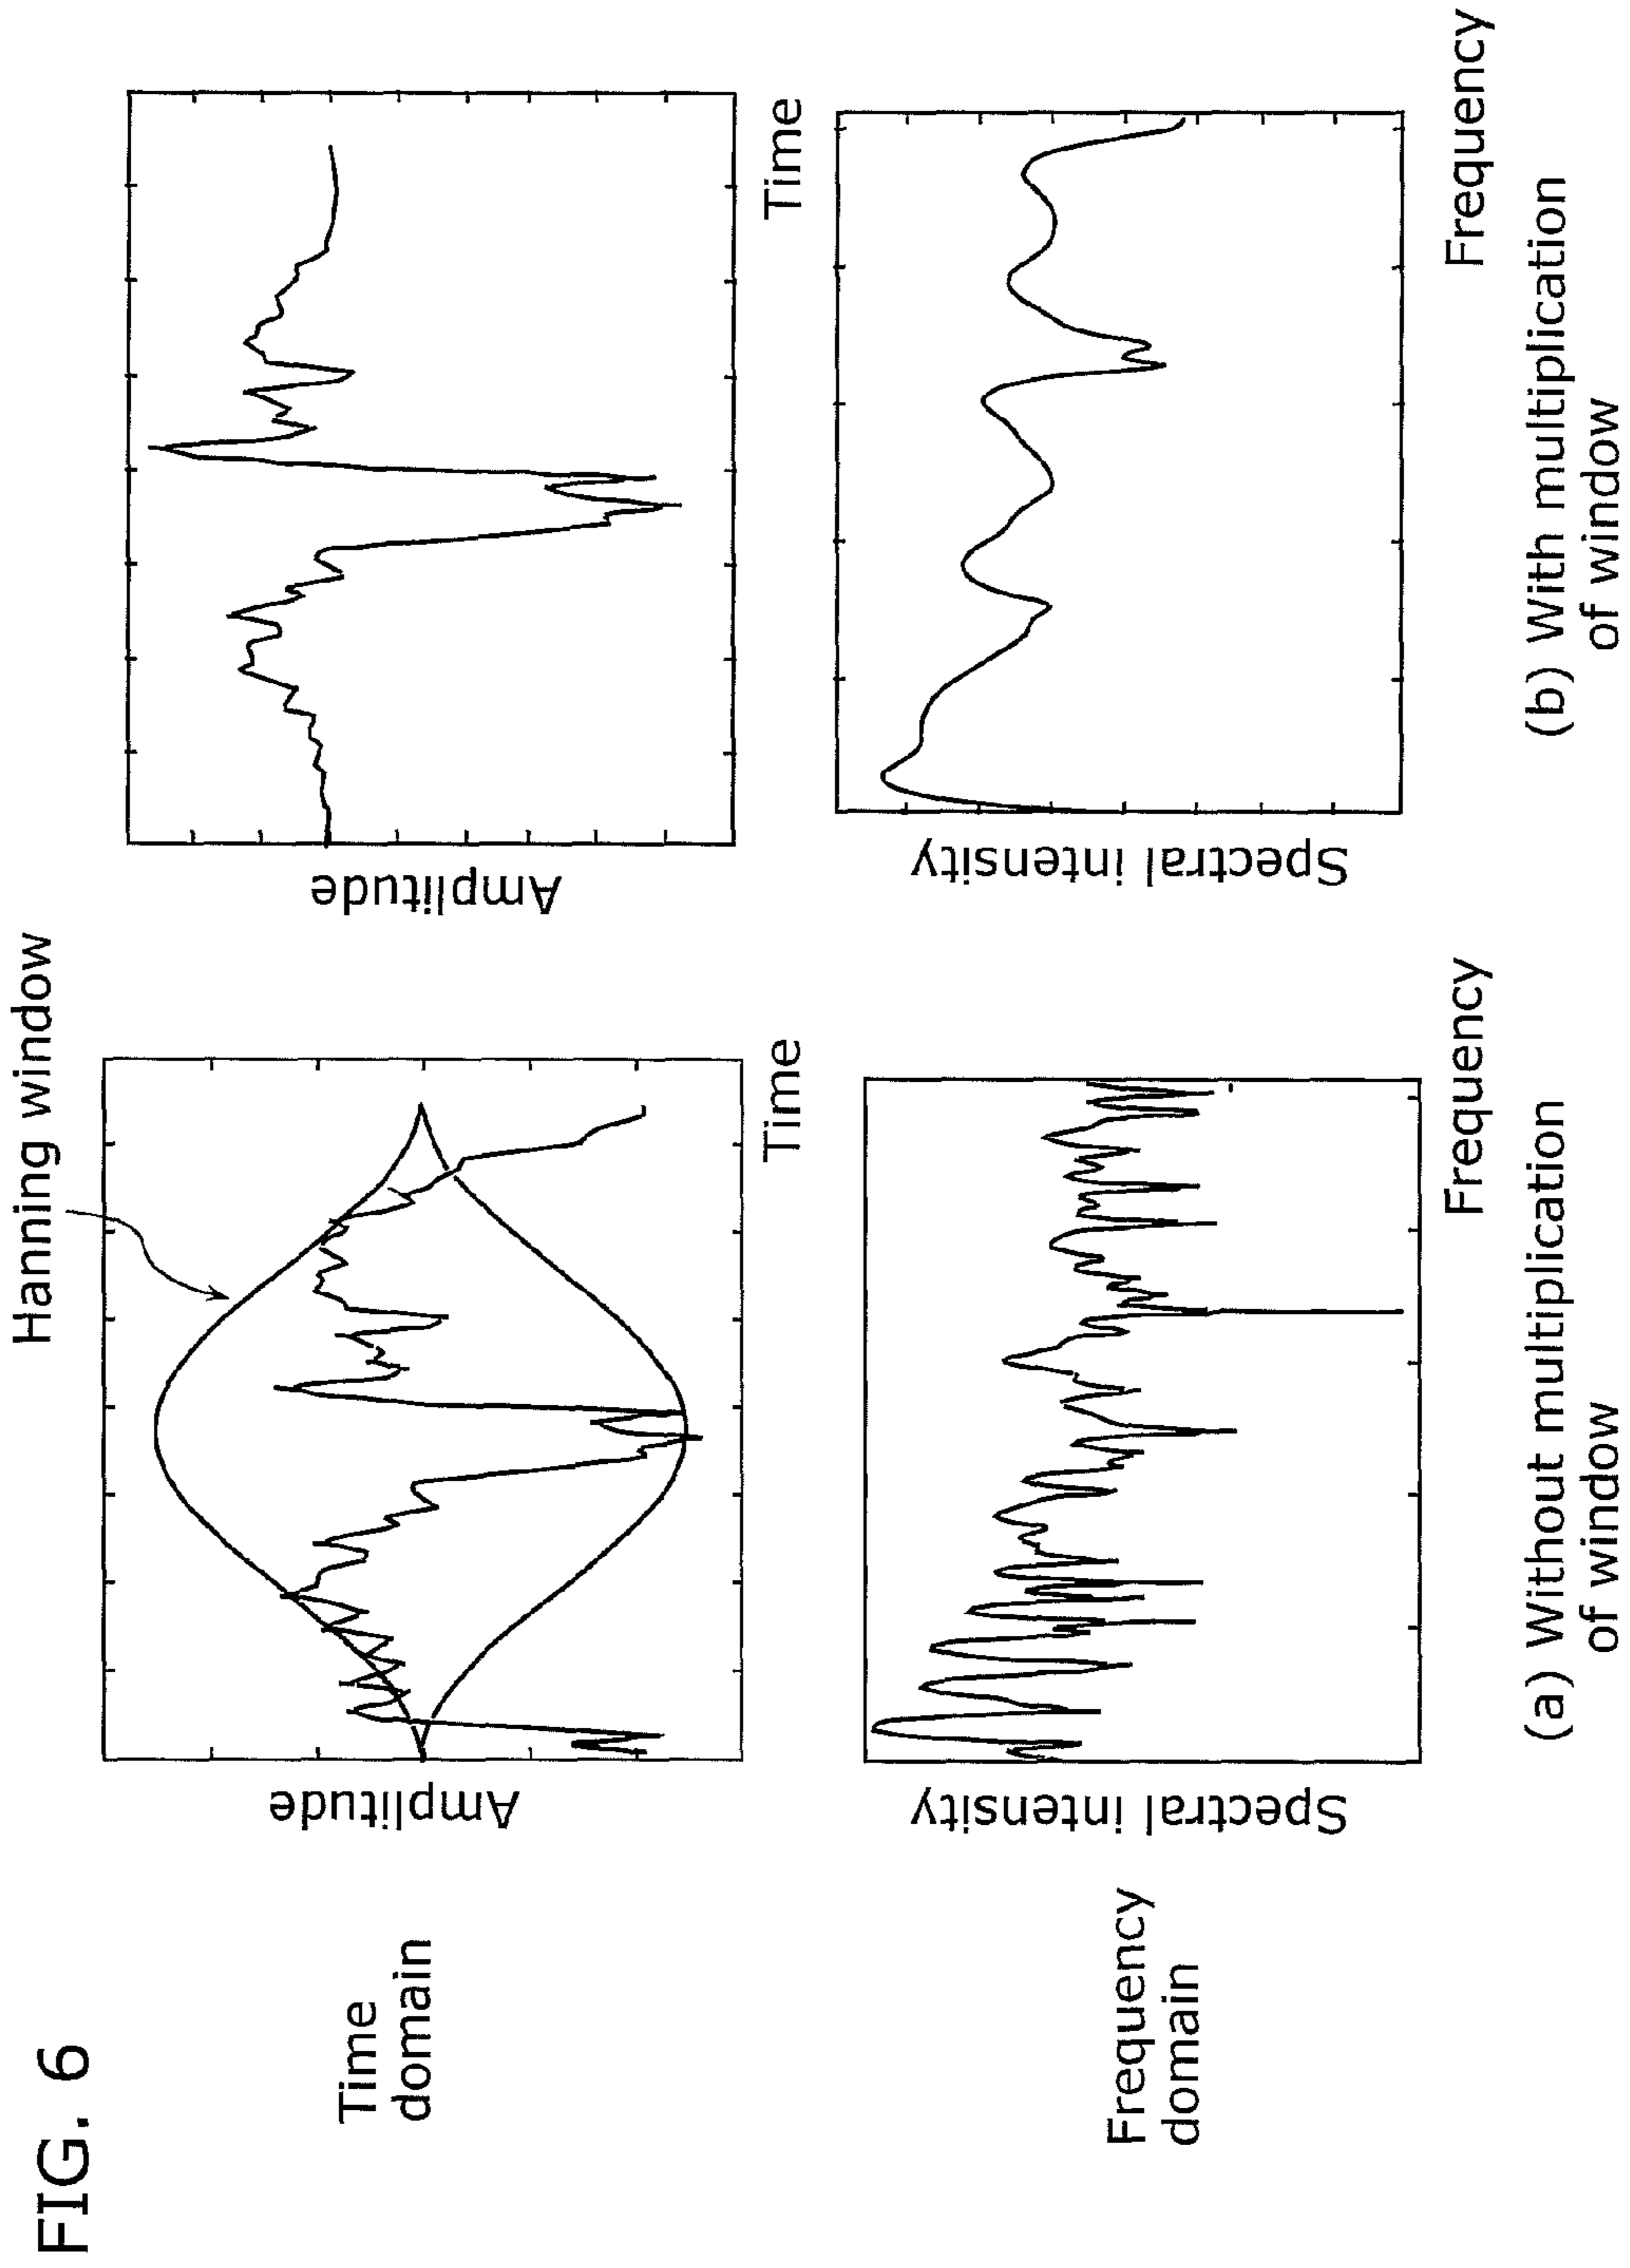 FIG. 6
Hanning window
Time
domain
Amplitude
Time
Amplitude
Time
Frequency
domain
Spectral intensity
Frequency
Spectral intensity
Frequency
(a) Without multiplication
of window
(b) With multiplication
of window